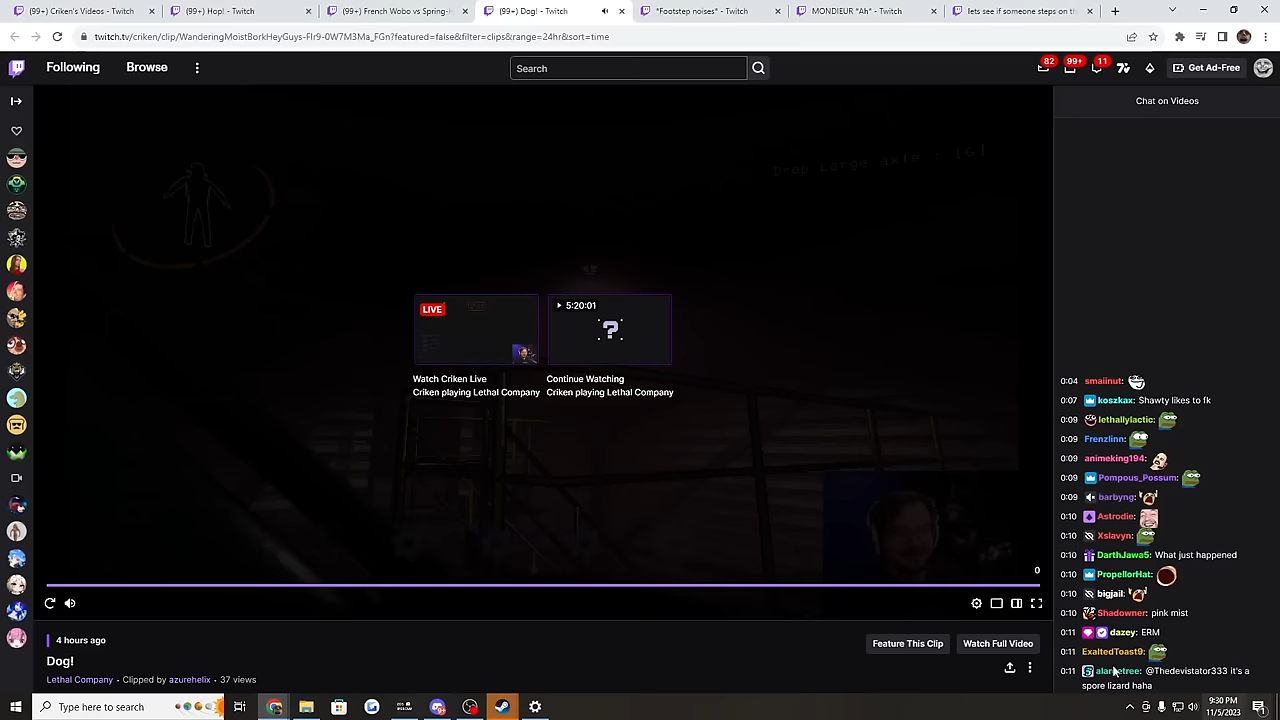 (99+) Criken's Videos - Twitch
(99+) Hop! - Twitch
(99+) French Wobo vs Spring-H
(99+) Dog! - Twitch
*Footstep noises* - Twitch
MONDIEUR *Ah* - Twitch
lets see if someone steps on th
twitch.tv/criken/clip/WanderingMoistBorkHeyGuys-FIr9-0W7M3Ma_FGn?featured=false&filter=clips&range=24hr&sort=time
Following
Browse
Search
82
99+
11
Get Ad-Free
Chat on Videos
Drop Large axle : [G]
LIVE
5:20:01
?
Watch Criken Live
Criken playing Lethal Company
Continue Watching
Criken playing Lethal Company
0:04 smaiinut:
0:07 koszkax: Shawty likes to fk
0:09 lethallylactic:
0:09 Frenzlinn:
0:09 animeking194:
0:09 Pompous_Possum:
0:09 barbyng:
0:10 Astrodie:
0:10 Xslavyn:
0:10 DarthJawa5: What just happened
0:10 PropellorHat:
0:10 bigjail:
0:10 Shadowner: pink mist
0:11 dazey: ERM
0:11 ExaltedToast9:
0:11 @Thedevistator333 it's a
spore lizard haha
0
4 hours ago
Feature This Clip
Watch Full Video
Dog!
Lethal Company • Clipped by azurehelix • 37 views
Type here to search
9:30 PM
11/5/2023
1